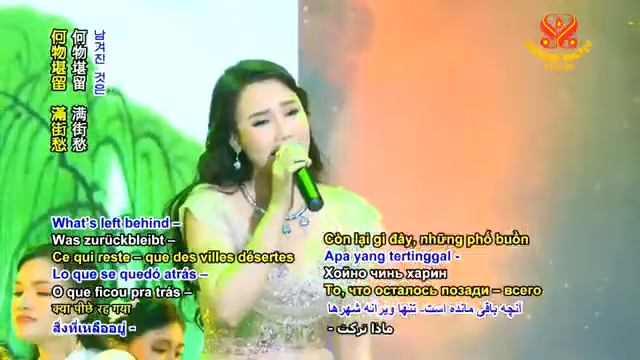 남겨진 것은
何物堪留 满街愁
何物堪留 滿街愁
What's left behind –
Was zurückbleibt –
Ce qui reste – que des villes désertes
Lo que se quedó atrás –
O que ficou pra trás –
क्या पीछे रह गया
สิ่งที่เหลืออยู่ -
Còn lại gì đây, những phố buồn
Apa yang tertinggal -
Хойно чинь харин
То, что осталось позади – всего
آنچه باقی مانده است- تنها ویرانه شهرها
ماذا تركت -